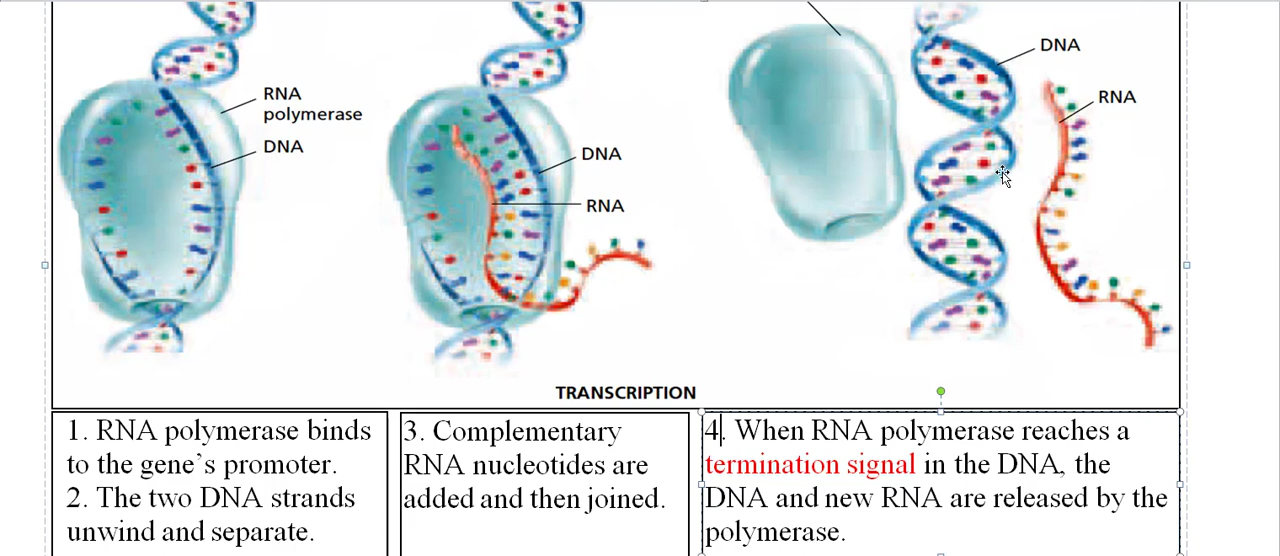 RNA
polymerase
DNA
DNA
RNA
DNA
RNA
TRANSCRIPTION
1. RNA polymerase binds
to the gene's promoter.
2. The two DNA strands
unwind and separate.
3. Complementary
RNA nucleotides are
added and then joined.
4. When RNA polymerase reaches a
termination signal in the DNA, the
DNA and new RNA are released by the
polymerase.